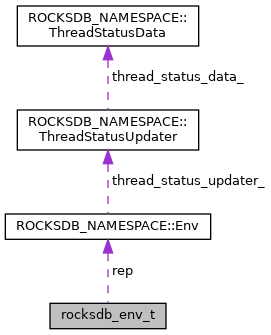 ROCKSDB_NAMESPACE::
ThreadStatusData
thread_status_data_
ROCKSDB_NAMESPACE::
ThreadStatusUpdater
thread_status_updater_
ROCKSDB_NAMESPACE::Env
rep
rocksdb_env_t